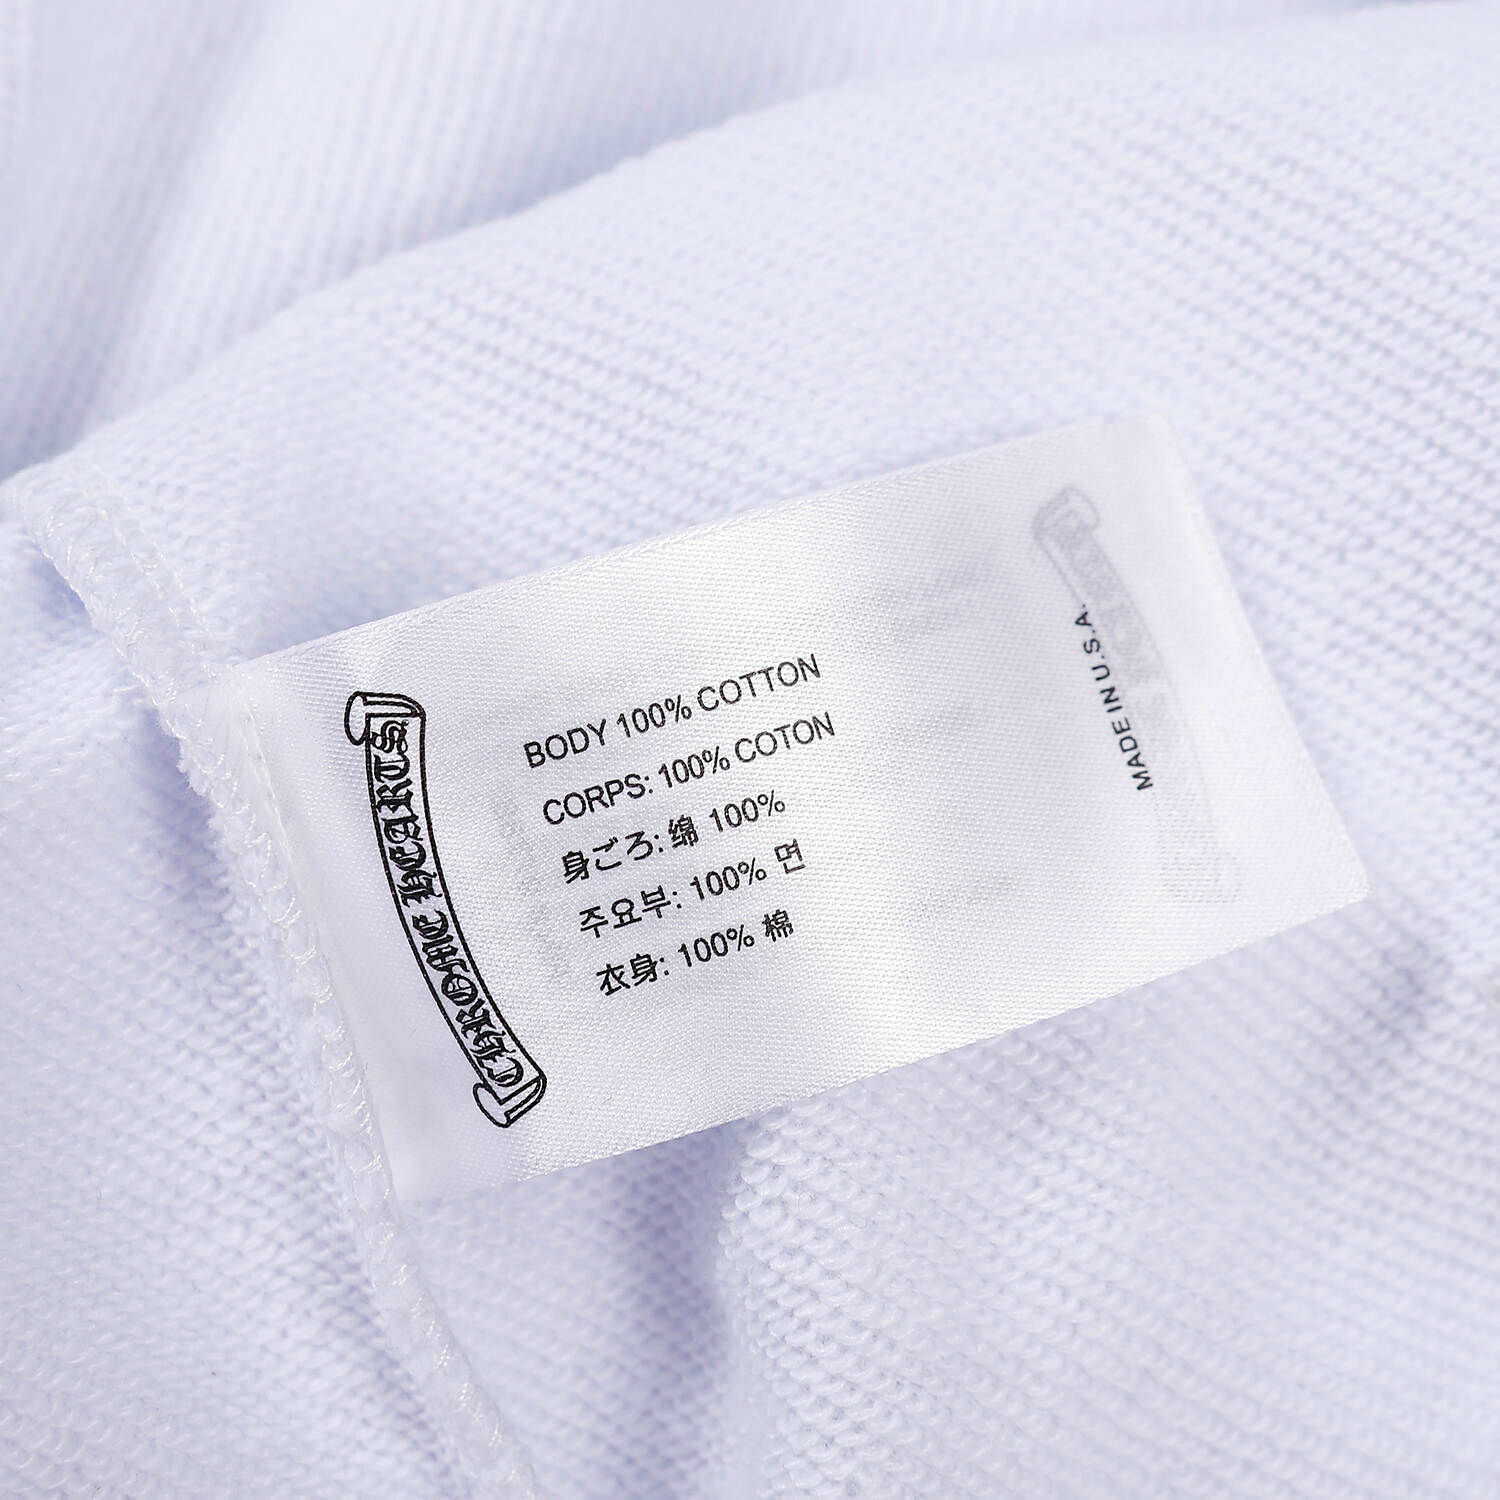 CHROME HEARTS
BODY 100% COTTON
CORPS: 100% COTON
身ごろ: 绵 100%
주요부: 100% 면
衣身: 100% 棉
MADE IN U.S.A.